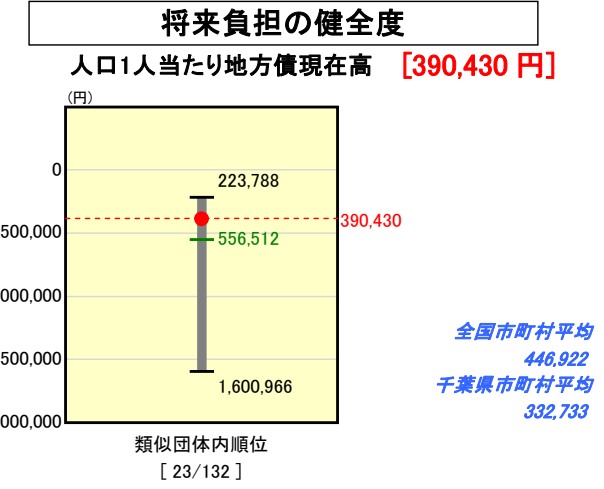 将来負担の健全度
人口1人当たり地方債現在高 [390,430 円]
(円)
0
223,788
390,430
500,000
556,512
000,000
500,000
1,600,966
000,000
全国市町村平均
446,922
千葉県市町村平均
332,733
類似団体内順位
[ 23/132 ]